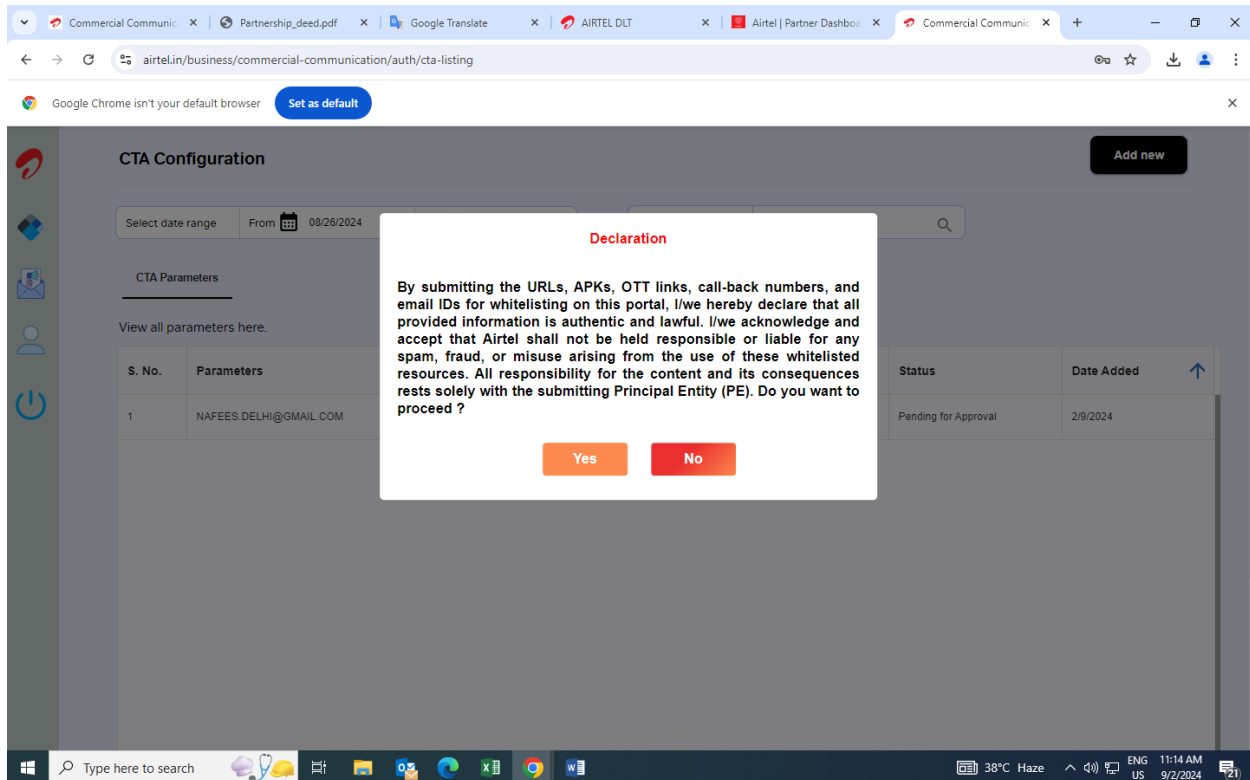 Commercial Communic
Partnership_deed.pdf
Google Translate
AIRTEL DLT
Airtel | Partner Dashboa
Commercial Communic
airtel.in/business/commercial-communication/auth/cta-listing
Google Chrome isn't your default browser
Set as default
CTA Configuration
Add new
Select date range
From
08/26/2024
CTA Parameters
View all parameters here.
Declaration
By submitting the URLs, APKs, OTT links, call-back numbers, and
email IDs for whitelisting on this portal, I/we hereby declare that all
provided information is authentic and lawful. I/we acknowledge and
accept that Airtel shall not be held responsible or liable for any
spam, fraud, or misuse arising from the use of these whitelisted
resources. All responsibility for the content and its consequences
rests solely with the submitting Principal Entity (PE). Do you want to
proceed ?
Yes
No
S. No.
Parameters
Status
Date Added
1
NAFEES.DELHI@GMAIL.COM
Pending for Approval
2/9/2024
Type here to search
38°C Haze
ENG
US
11:14 AM
9/2/2024
21